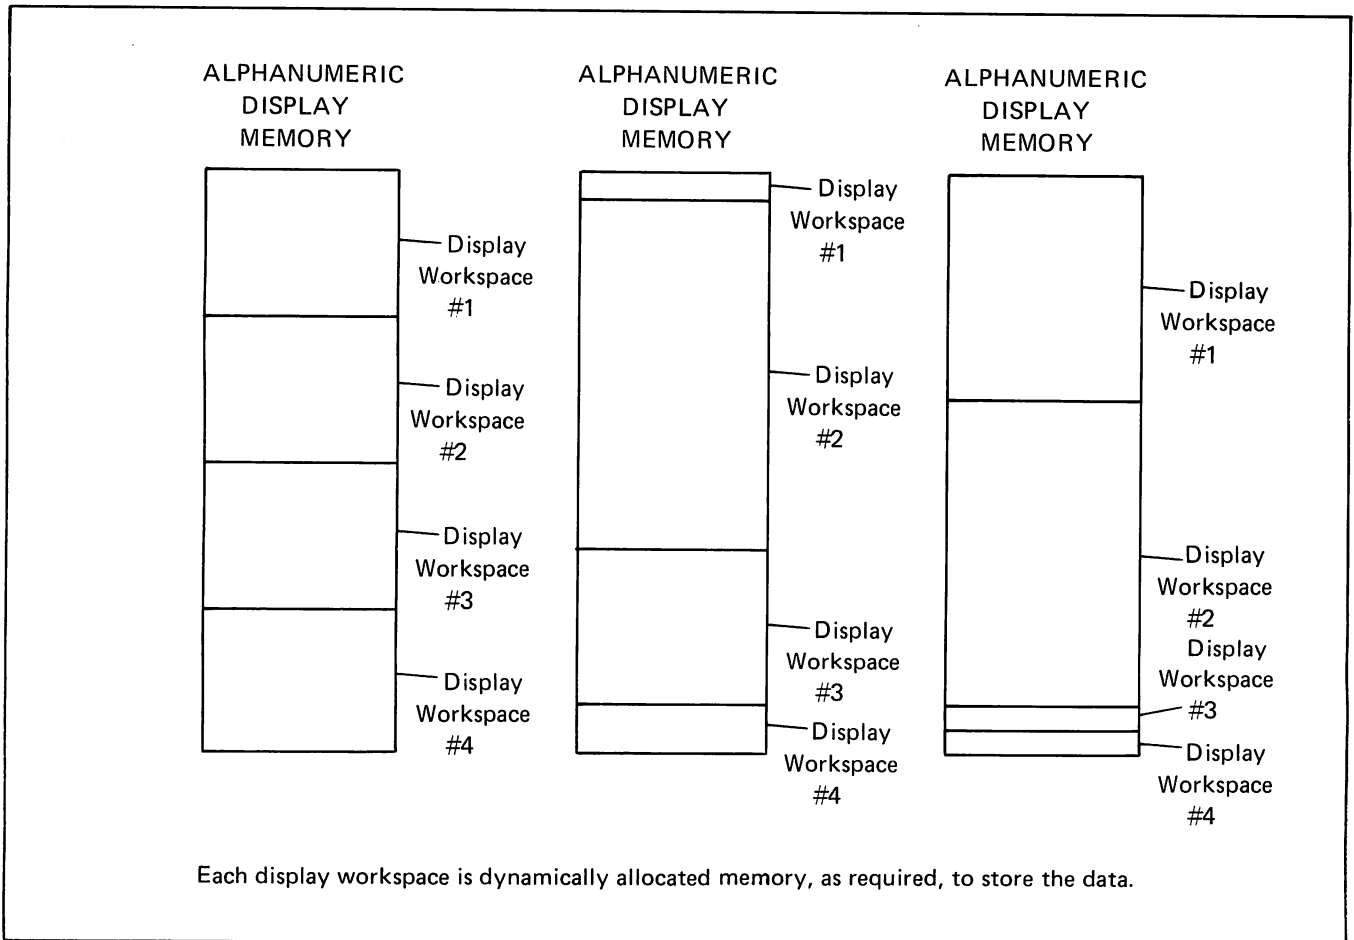 ALPHANUMERIC
DISPLAY
MEMORY
Display
Workspace
#1
Display
Workspace
#2
Display
Workspace
#3
Display
Workspace
#4
ALPHANUMERIC
DISPLAY
MEMORY
Display
Workspace
#1
Display
Workspace
#2
Display
Workspace
#3
Display
Workspace
#4
ALPHANUMERIC
DISPLAY
MEMORY
Display
Workspace
#1
Display
Workspace
#2
Display
Workspace
#3
Display
Workspace
#4
Each display workspace is dynamically allocated memory, as required, to store the data.